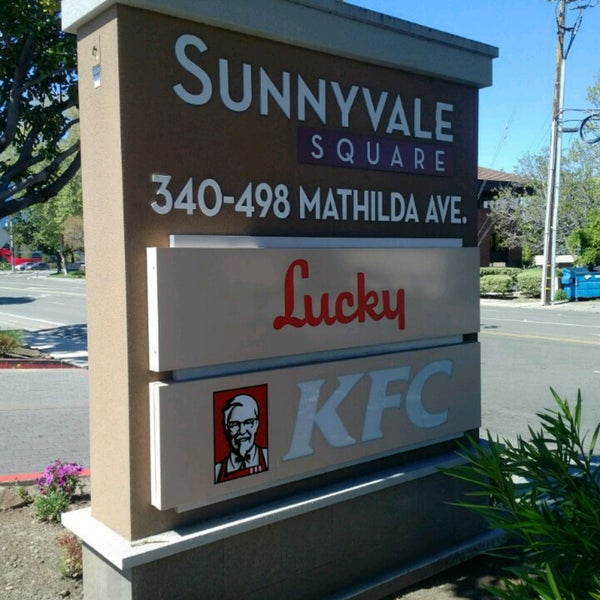 SUNNYVALE
SQUARE
340-498 MATHILDA AVE.
Lucky
KFC